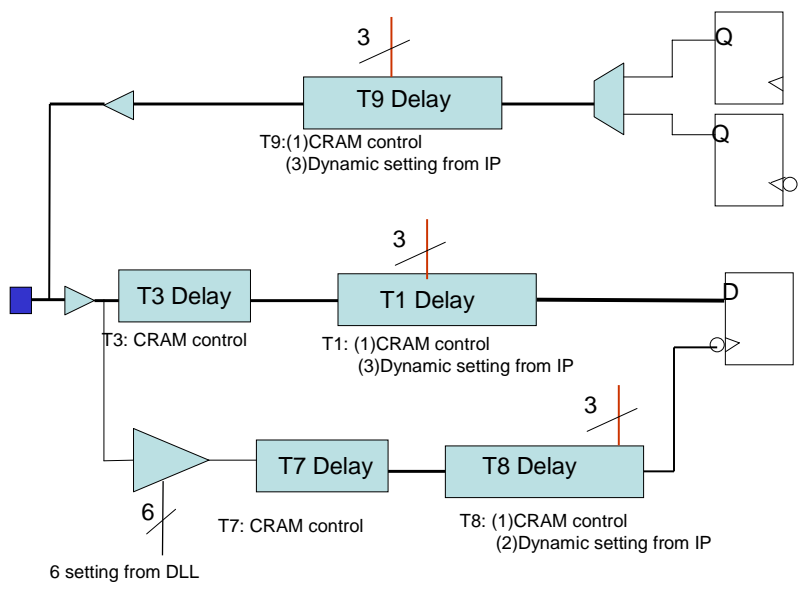 3
Q
T9 Delay
T9:(1)CRAM control
(3)Dynamic setting from IP
Q
3
T3 Delay
T1 Delay
D
T3: CRAM control
T1: (1)CRAM control
(3)Dynamic setting from IP
3
T7 Delay
T8 Delay
6
T7: CRAM control
T8: (1)CRAM control
(2)Dynamic setting from IP
6 setting from DLL